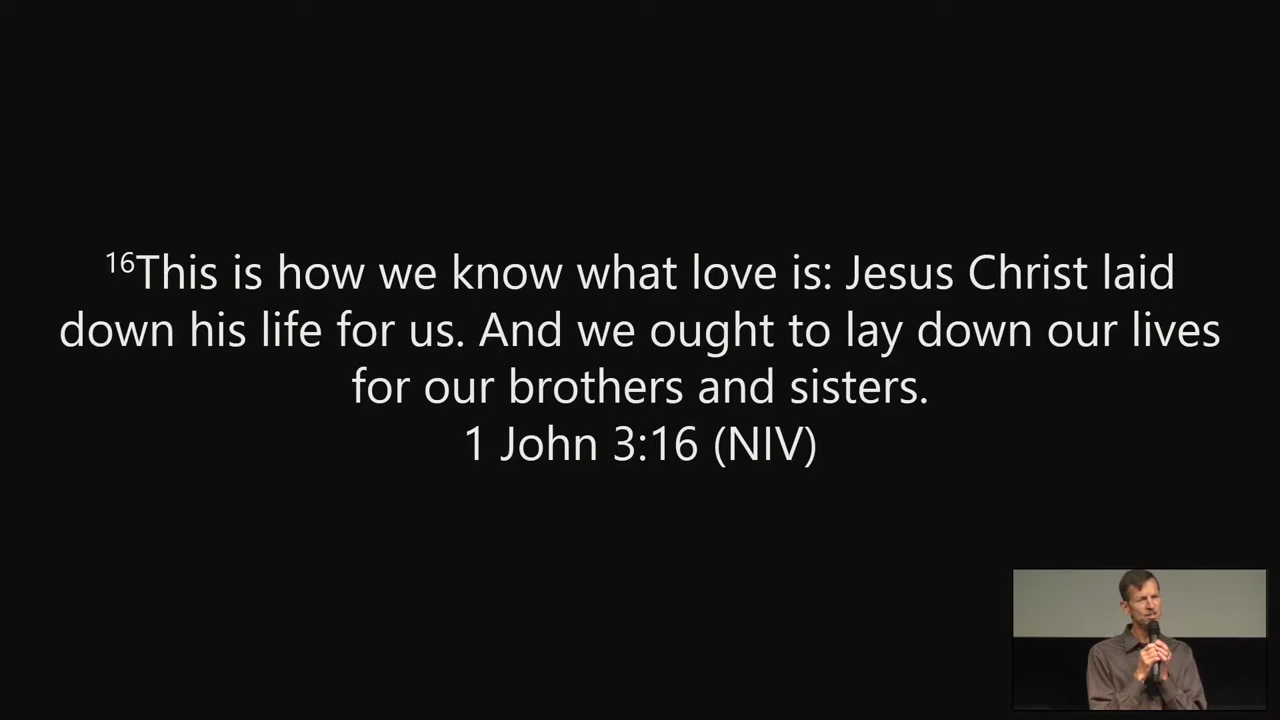 16This is how we know what love is: Jesus Christ laid
down his life for us. And we ought to lay down our lives
for our brothers and sisters.
1 John 3:16 (NIV)